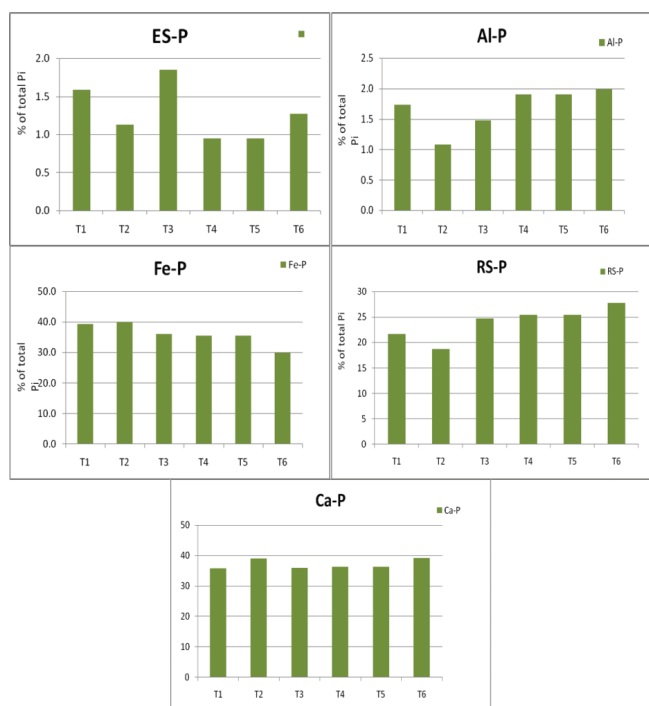 ES-P
% of total Pi
2.0
1.5
1.0
0.5
0.0
T1 T2 T3 T4 T5 T6
Al-P
Al-P
% of total
Pi
2.5
2.0
1.5
1.0
0.5
0.0
T1 T2 T3 T4 T5 T6
Fe-P
Fe-P
% of total
Pi
50.0
40.0
30.0
20.0
10.0
0.0
T1 T2 T3 T4 T5 T6
RS-P
RS-P
% of total Pi
30
25
20
15
10
5
0
T1 T2 T3 T4 T5 T6
Ca-P
Ca-P
50
40
30
20
10
0
T1 T2 T3 T4 T5 T6